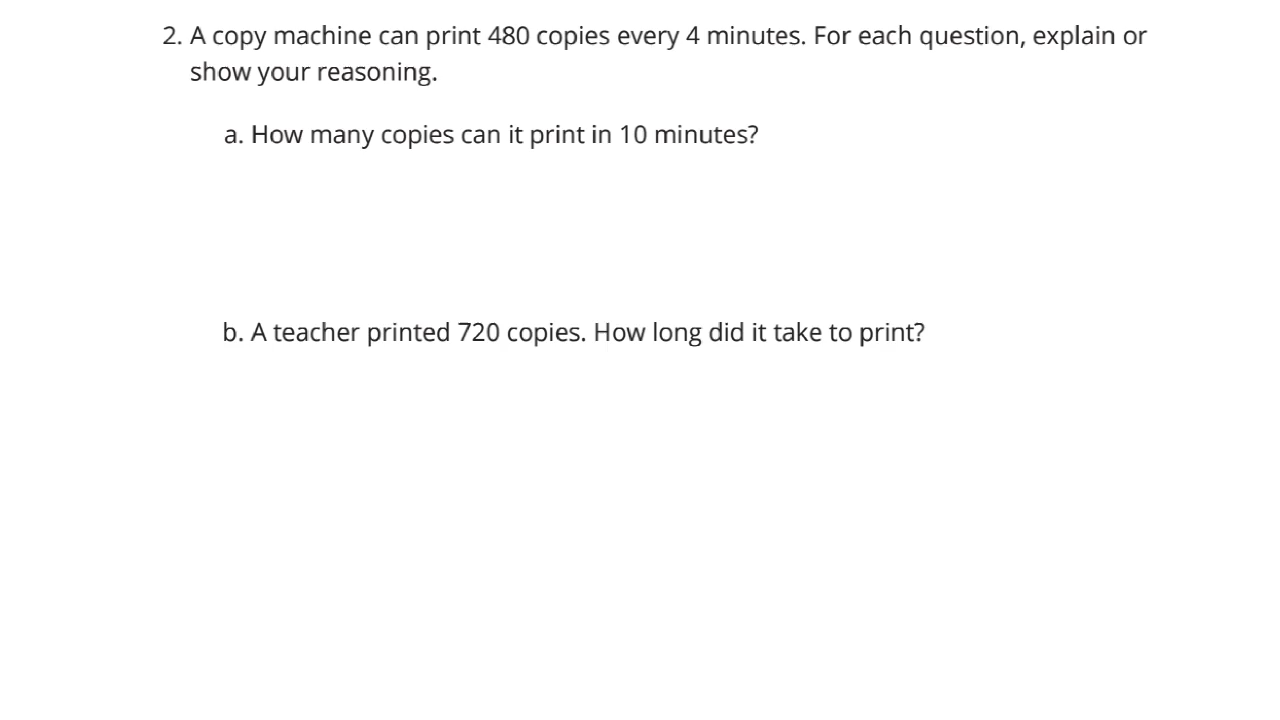 2. A copy machine can print 480 copies every 4 minutes. For each question, explain or
show your reasoning.
a. How many copies can it print in 10 minutes?
b. A teacher printed 720 copies. How long did it take to print?